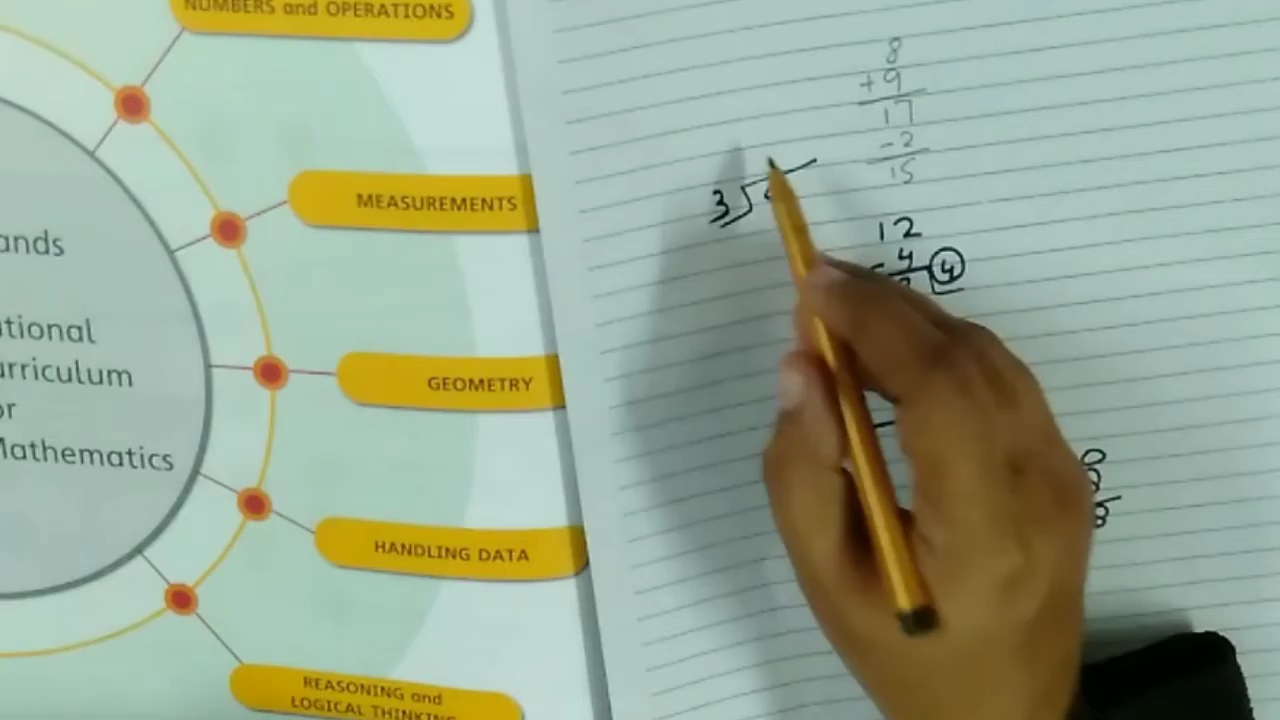 NUMBERS and OPERATIONS
MEASUREMENTS
GEOMETRY
HANDLING DATA
REASONING and
LOGICAL THINKING
ands
ational
urriculum
or
Mathematics
8
+ 9
17
- 2
15
3
12
- 4
4